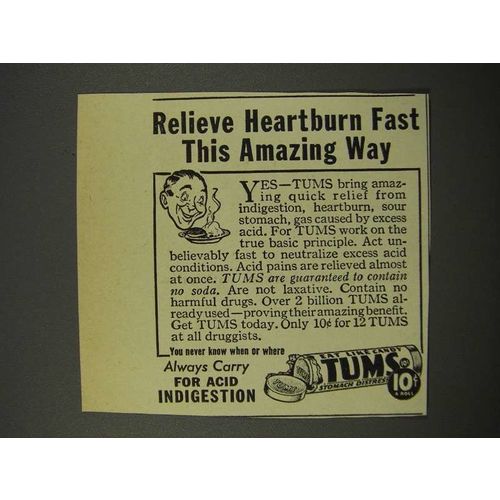 Relieve Heartburn Fast
This Amazing Way
YES—TUMS bring amaz-
ing quick relief from
indigestion, heartburn, sour
stomach, gas caused by excess
acid. For TUMS work on the
true basic principle. Act un-
believably fast to neutralize excess acid
conditions. Acid pains are relieved almost
at once. TUMS are guaranteed to contain
no soda. Are not laxative. Contain no
harmful drugs. Over 2 billion TUMS al-
ready used—proving their amazing benefit.
Get TUMS today. Only 10¢ for 12 TUMS
at all druggists.
You never know when or where
Always Carry
FOR ACID
INDIGESTION
EAT LIKE CANDY
TUMS
STOMACH DISTRESS
10¢
A ROLL